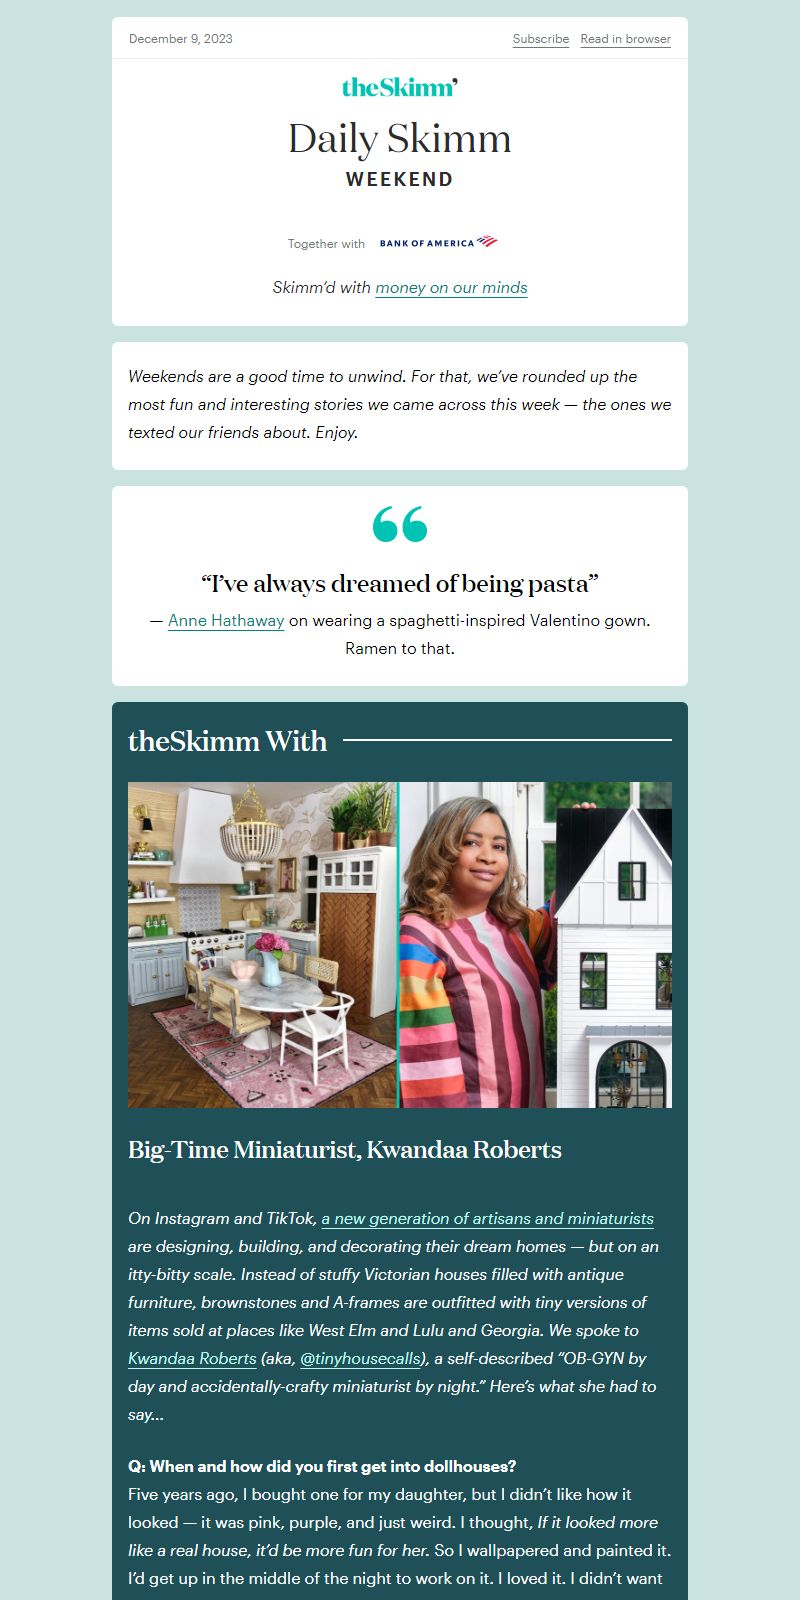 December 9, 2023
Subscribe Read in browser
theSkimm’
Daily Skimm
WEEKEND
Together with BANK OF AMERICA
Skimm’d with money on our minds
Weekends are a good time to unwind. For that, we’ve rounded up the
most fun and interesting stories we came across this week — the ones we
texted our friends about. Enjoy.
“I’ve always dreamed of being pasta”
— Anne Hathaway on wearing a spaghetti-inspired Valentino gown.
Ramen to that.
theSkimm With
Big-Time Miniaturist, Kwandaa Roberts
On Instagram and TikTok, a new generation of artisans and miniaturists
are designing, building, and decorating their dream homes — but on an
itty-bitty scale. Instead of stuffy Victorian houses filled with antique
furniture, brownstones and A-frames are outfitted with tiny versions of
items sold at places like West Elm and Lulu and Georgia. We spoke to
Kwandaa Roberts (aka, @tinyhousecalls), a self-described “OB-GYN by
day and accidentally-crafty miniaturist by night.” Here’s what she had to
say…
Q: When and how did you first get into dollhouses?
Five years ago, I bought one for my daughter, but I didn’t like how it
looked — it was pink, purple, and just weird. I thought, If it looked more
like a real house, it’d be more fun for her. So I wallpapered and painted it.
I’d get up in the middle of the night to work on it. I loved it. I didn’t want